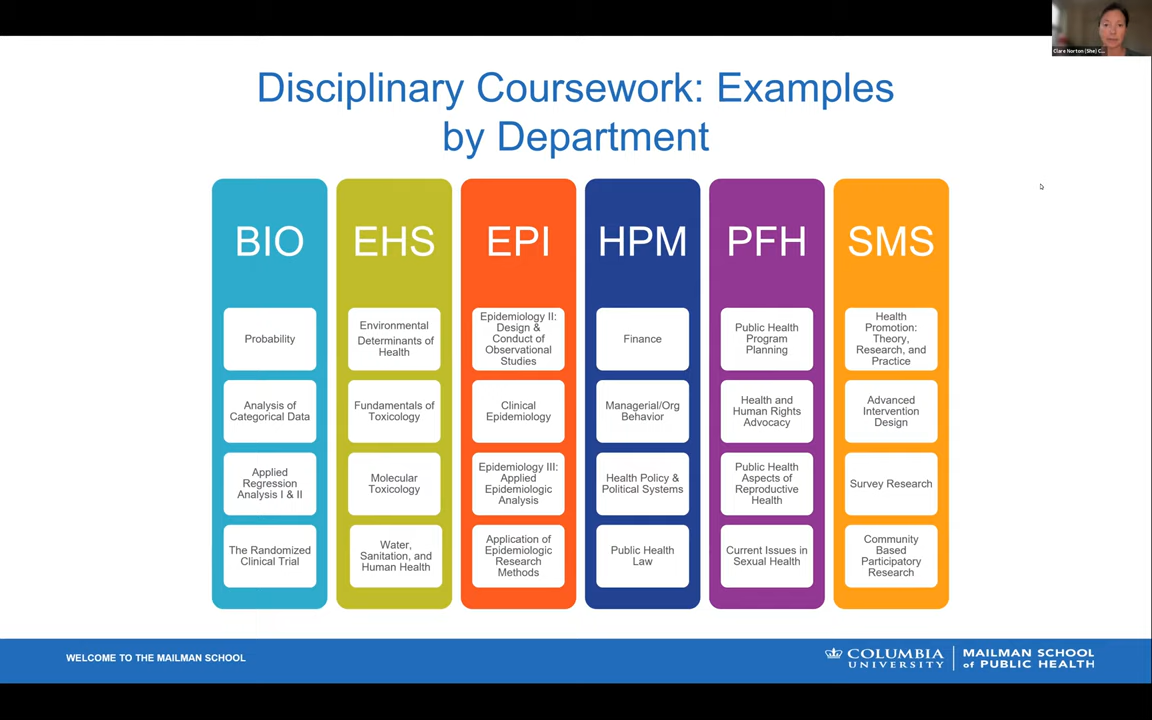 Clare Norton (She) C...
Disciplinary Coursework: Examples
by Department
BIO
Probability
Analysis of
Categorical Data
Applied
Regression
Analysis I & II
The Randomized
Clinical Trial
EHS
Environmental
Determinants of
Health
Fundamentals of
Toxicology
Molecular
Toxicology
Water,
Sanitation, and
Human Health
EPI
Epidemiology II:
Design &
Conduct of
Observational
Studies
Clinical
Epidemiology
Epidemiology III:
Applied
Epidemiologic
Analysis
Application of
Epidemiologic
Research
Methods
HPM
Finance
Managerial/Org
Behavior
Health Policy &
Political Systems
Public Health
Law
PFH
Public Health
Program
Planning
Health and
Human Rights
Advocacy
Public Health
Aspects of
Reproductive
Health
Current Issues in
Sexual Health
SMS
Health
Promotion:
Theory,
Research, and
Practice
Advanced
Intervention
Design
Survey Research
Community
Based
Participatory
Research
WELCOME TO THE MAILMAN SCHOOL
COLUMBIA
UNIVERSITY
MAILMAN SCHOOL
of PUBLIC HEALTH